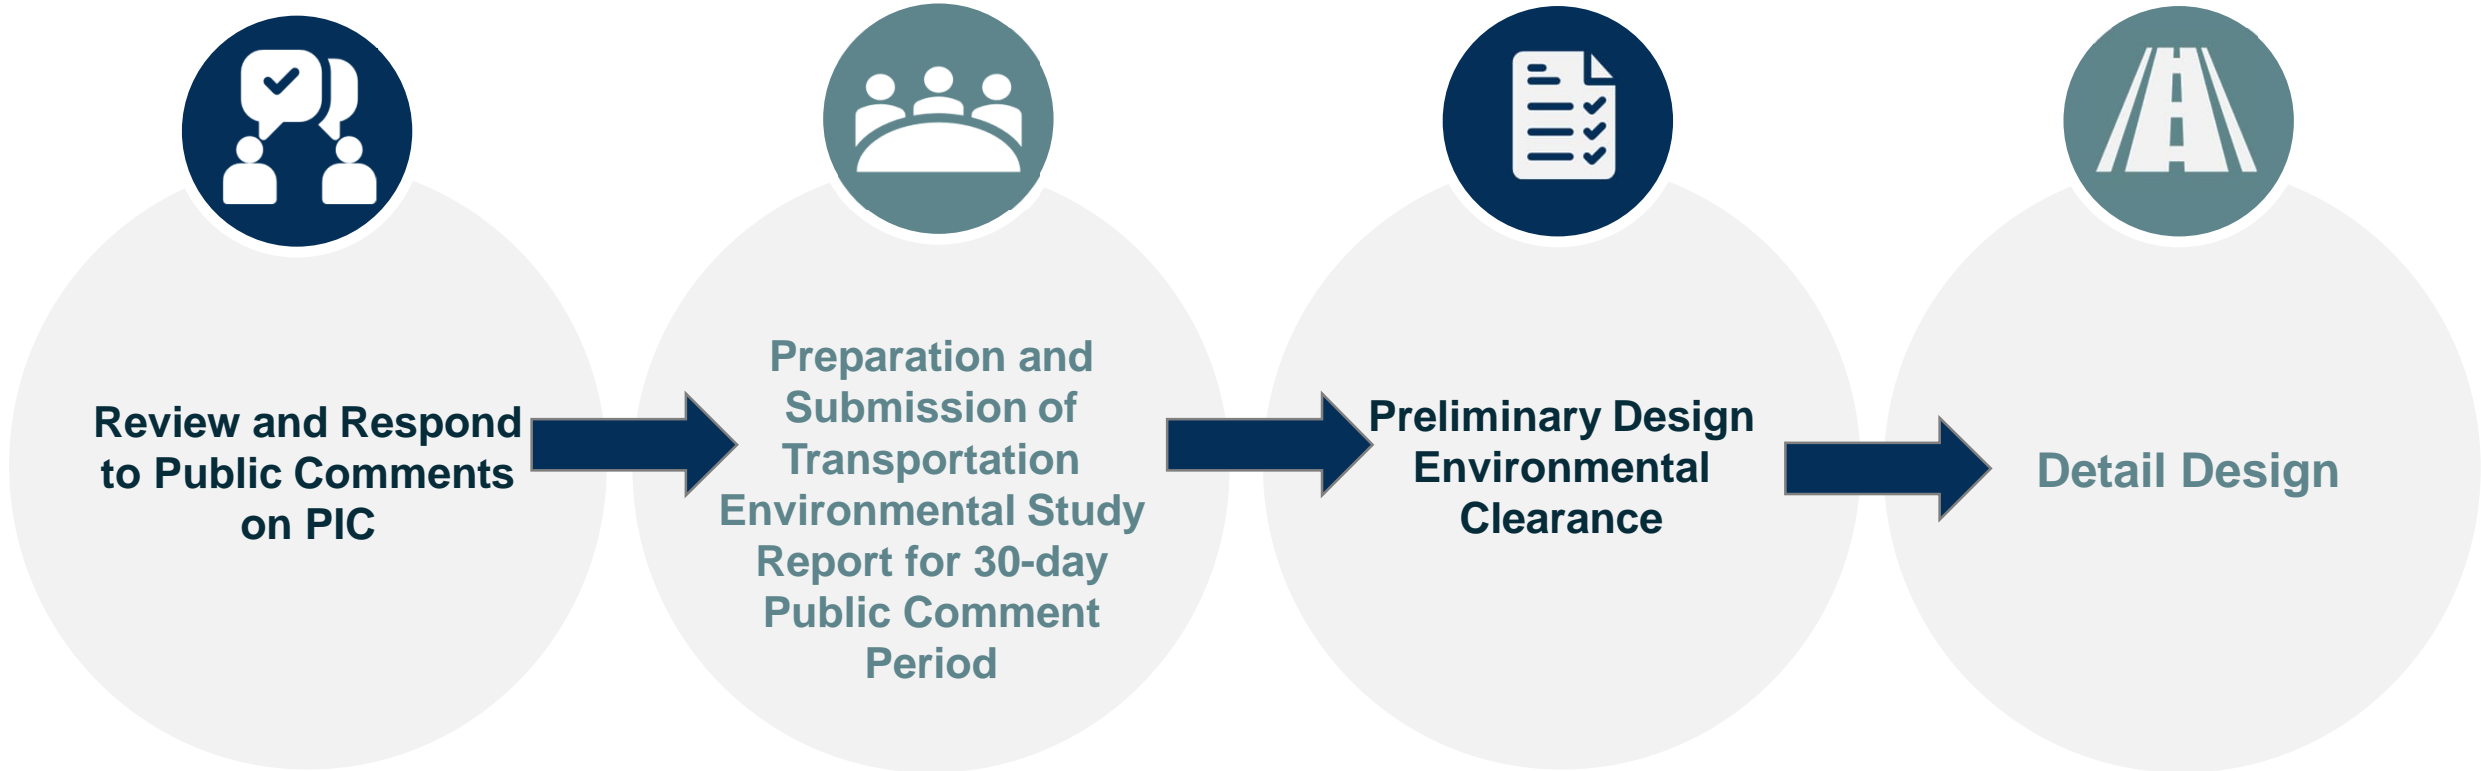 Review and Respond
to Public Comments
on PIC
Preparation and
Submission of
Transportation
Environmental Study
Report for 30-day
Public Comment
Period
Preliminary Design
Environmental
Clearance
Detail Design